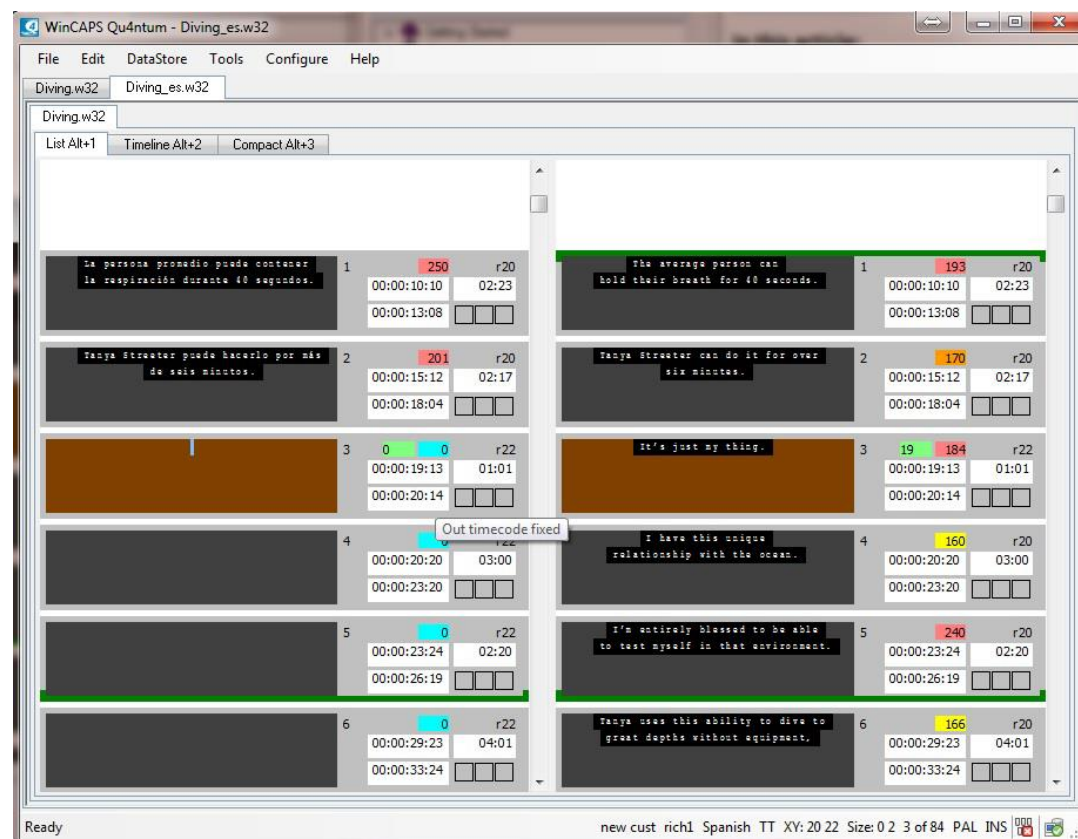 WinCAPS Qu4ntum - Diving_es.w32
File Edit DataStore Tools Configure Help
Diving.w32 Diving_es.w32
Diving.w32
List Alt+1 Timeline Alt+2 Compact Alt+3
La persona promedio puede contener
la respiración durante 40 segundos.
1 250 r20
00:00:10:10 02:23
00:00:13:08
The average person can
hold their breath for 40 seconds.
1 193 r20
00:00:10:10 02:23
00:00:13:08
Tanya Streeter puede hacerlo por más
de seis minutos.
2 201 r20
00:00:15:12 02:17
00:00:18:04
Tanya Streeter can do it for over
six minutes.
2 170 r20
00:00:15:12 02:17
00:00:18:04
3 0 0 r22
00:00:19:13 01:01
00:00:20:14
It's just my thing.
3 19 184 r22
00:00:19:13 01:01
00:00:20:14
Out timecode fixed
4 0 r22
00:00:20:20 03:00
00:00:23:20
I have this unique
relationship with the ocean.
4 160 r20
00:00:20:20 03:00
00:00:23:20
5 0 r22
00:00:23:24 02:20
00:00:26:19
I'm entirely blessed to be able
to test myself in that environment.
5 240 r20
00:00:23:24 02:20
00:00:26:19
6 0 r22
00:00:29:23 04:01
00:00:33:24
Tanya uses this ability to dive to
great depths without equipment,
6 166 r20
00:00:29:23 04:01
00:00:33:24
Ready new cust rich1 Spanish TT XY: 20 22 Size: 0 2 3 of 84 PAL INS